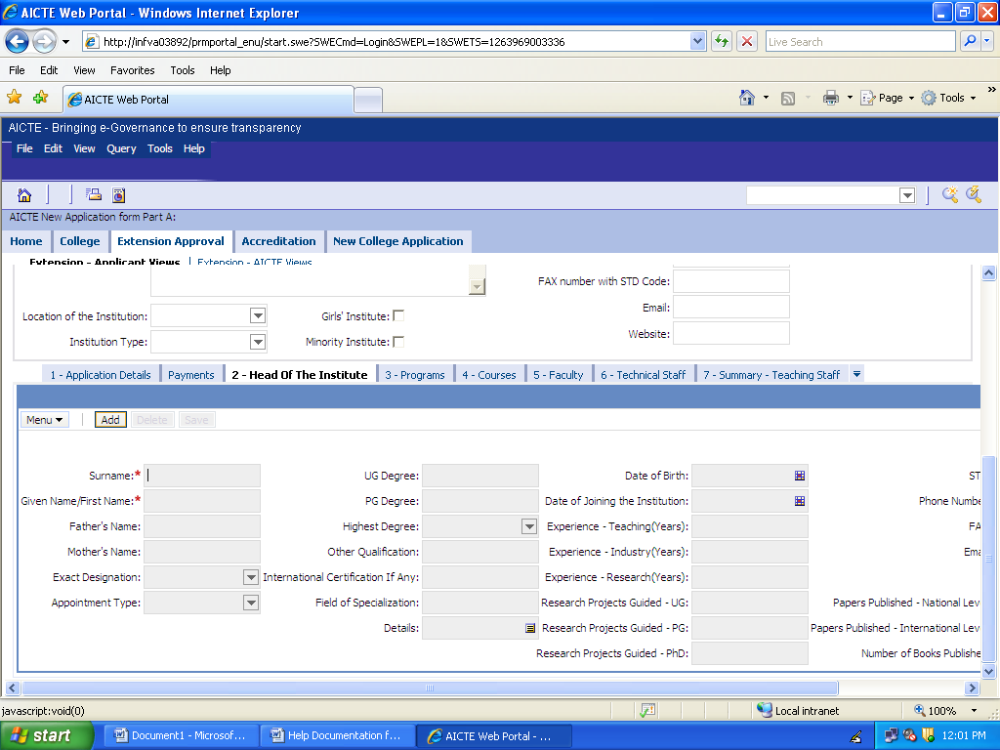 AICTE Web Portal - Windows Internet Explorer
http://infva03892/prmportal_enu/start.swe?SWECmd=Login&SWEPL=1&SWETS=1263969003336
Live Search
File Edit View Favorites Tools Help
AICTE Web Portal
Page Tools »
AICTE - Bringing e-Governance to ensure transparency
File Edit View Query Tools Help
AICTE New Application form Part A:
Home College Extension Approval Accreditation New College Application
Extension - Applicant Views | Extension - AICTE Views
FAX number with STD Code:
Location of the Institution: Girls' Institute: Email:
Institution Type: Minority Institute: Website:
1 - Application Details Payments 2 - Head Of The Institute 3 - Programs 4 - Courses 5 - Faculty 6 - Technical Staff 7 - Summary - Teaching Staff
Menu Add Delete Save
Surname:* UG Degree: Date of Birth: ST
Given Name/First Name:* PG Degree: Date of Joining the Institution: Phone Numbe
Father's Name: Highest Degree: Experience - Teaching(Years): FA
Mother's Name: Other Qualification: Experience - Industry(Years): Ema
Exact Designation: International Certification If Any: Experience - Research(Years):
Appointment Type: Field of Specialization: Research Projects Guided - UG: Papers Published - National Lev
Details: Research Projects Guided - PG: Papers Published - International Lev
Research Projects Guided - PhD: Number of Books Publishe
javascript:void(0) Local intranet 100%
start Document1 - Microsof... Help Documentation f... AICTE Web Portal - ... 12:01 PM